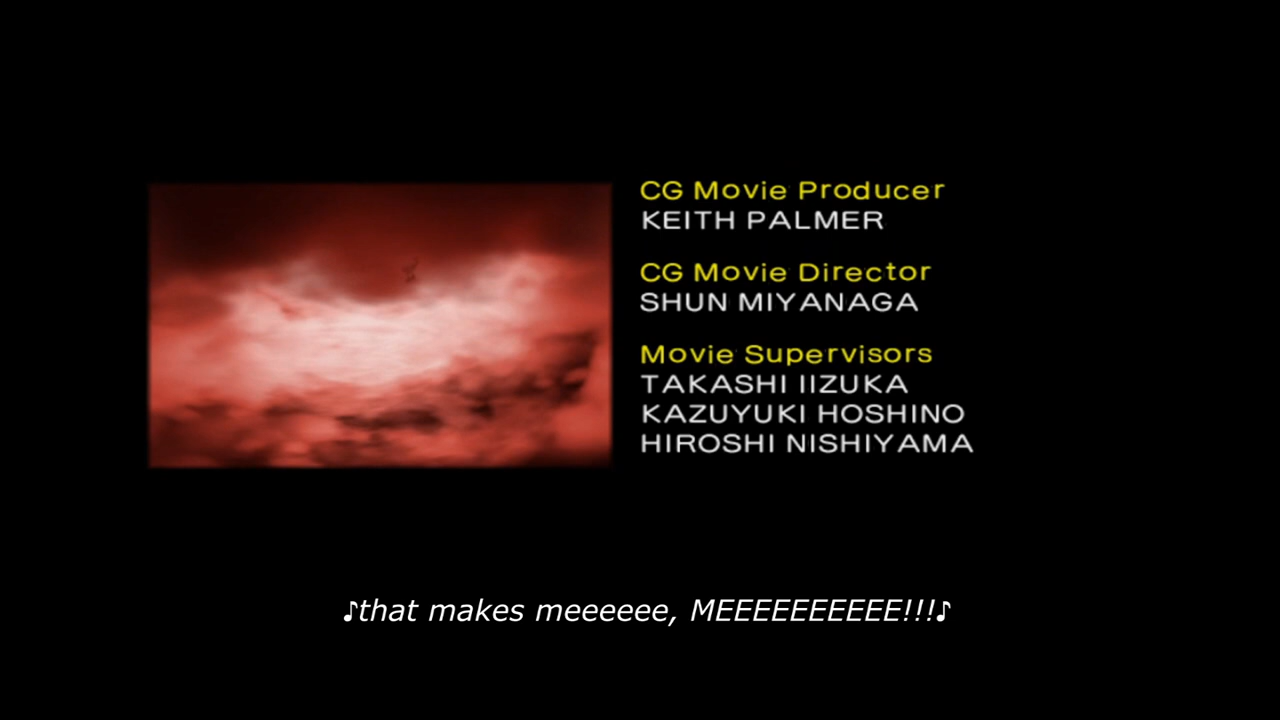 CG Movie Producer
KEITH PALMER
CG Movie Director
SHUN MIYANAGA
Movie Supervisors
TAKASHI IIZUKA
KAZUYUKI HOSHINO
HIROSHI NISHIYAMA
♪that makes meeeeee, MEEEEEEEEEE!!!♪